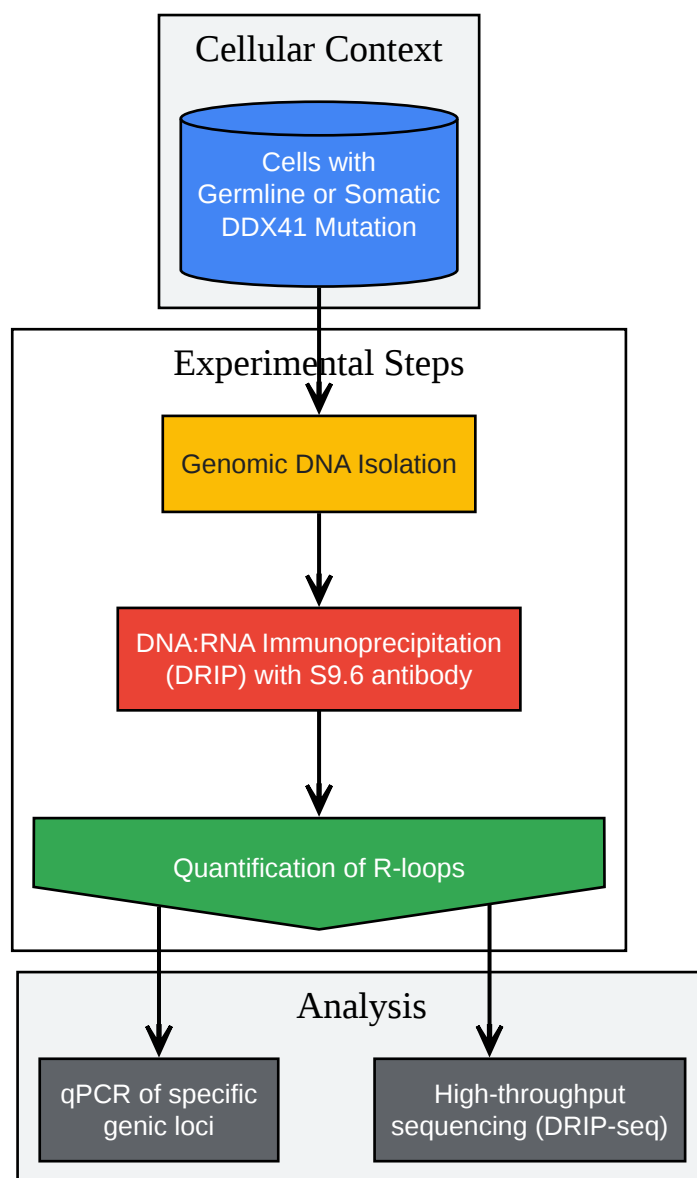 Cellular Context
Cells with
Germline or Somatic
DDX41 Mutation
Experimental Steps
Genomic DNA Isolation
DNA:RNA Immunoprecipitation
(DRIP) with S9.6 antibody
Quantification of R-loops
Analysis
qPCR of specific
genic loci
High-throughput
sequencing (DRIP-seq)